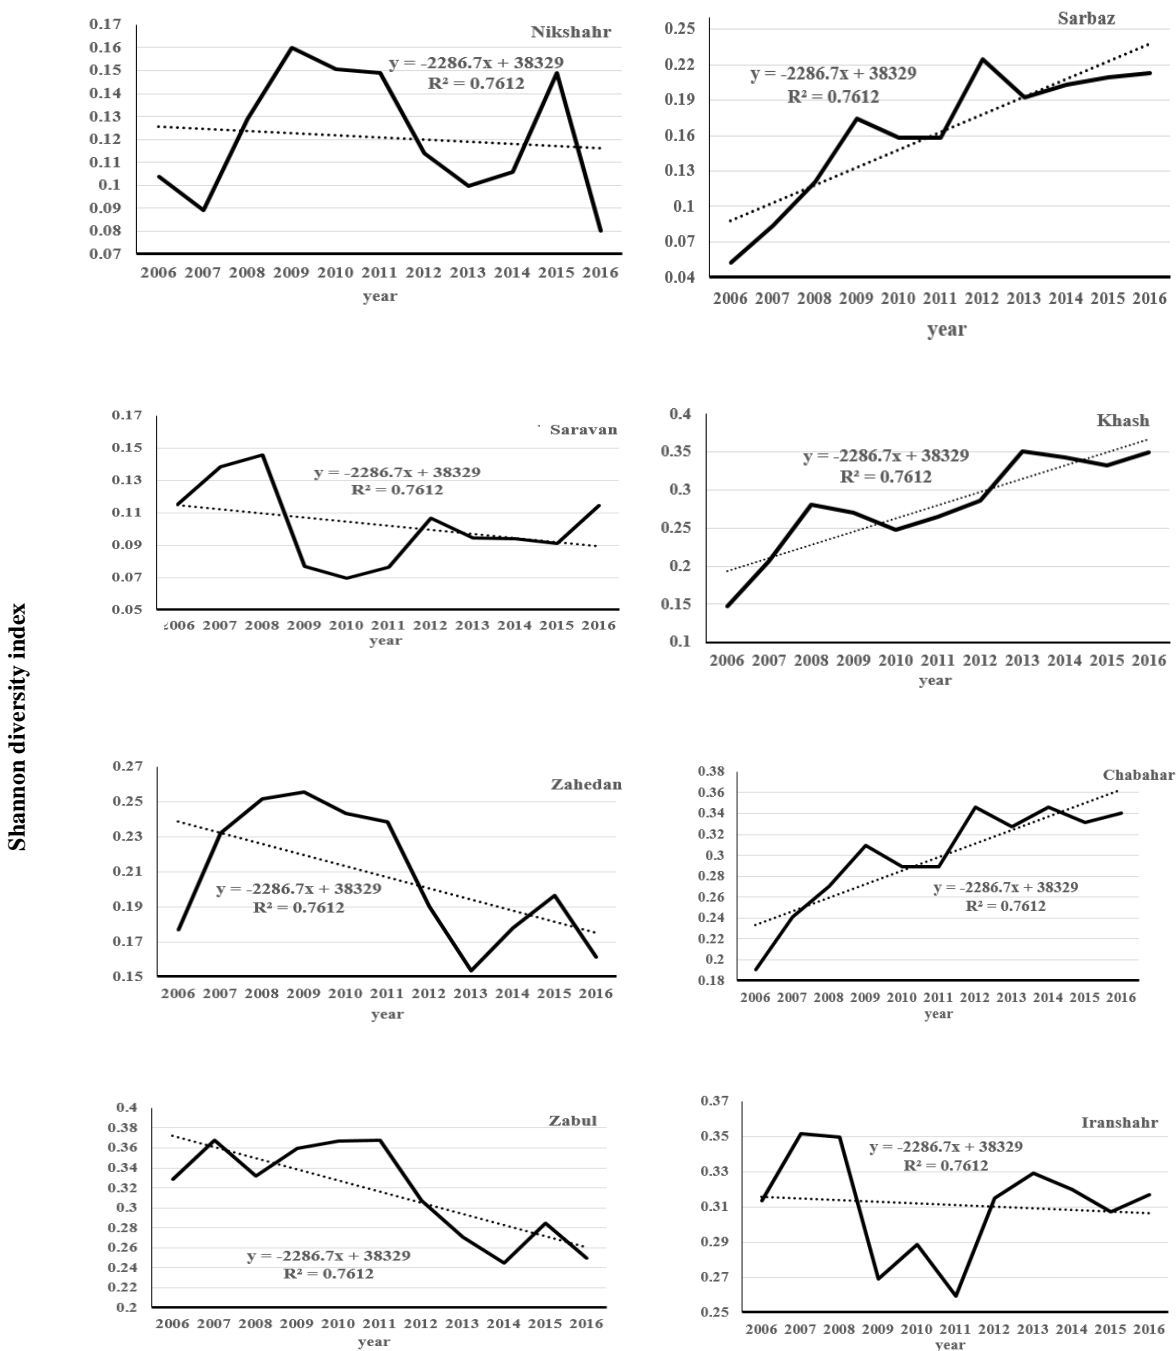 Shannon diversity index
Nikshahr
y = -2286.7x + 38329
R² = 0.7612
0.17
0.16
0.15
0.14
0.13
0.12
0.11
0.1
0.09
0.08
0.07
2006 2007 2008 2009 2010 2011 2012 2013 2014 2015 2016
year
Sarbaz
y = -2286.7x + 38329
R² = 0.7612
0.25
0.22
0.19
0.16
0.13
0.1
0.07
0.04
2006 2007 2008 2009 2010 2011 2012 2013 2014 2015 2016
year
Saravan
y = -2286.7x + 38329
R² = 0.7612
0.17
0.15
0.13
0.11
0.09
0.07
0.05
2006 2007 2008 2009 2010 2011 2012 2013 2014 2015 2016
year
Khash
y = -2286.7x + 38329
R² = 0.7612
0.4
0.35
0.3
0.25
0.2
0.15
0.1
2006 2007 2008 2009 2010 2011 2012 2013 2014 2015 2016
year
Zahedan
y = -2286.7x + 38329
R² = 0.7612
0.27
0.25
0.23
0.21
0.19
0.17
0.15
2006 2007 2008 2009 2010 2011 2012 2013 2014 2015 2016
year
Chabahar
y = -2286.7x + 38329
R² = 0.7612
0.38
0.36
0.34
0.32
0.3
0.28
0.26
0.24
0.22
0.2
0.18
2006 2007 2008 2009 2010 2011 2012 2013 2014 2015 2016
year
Zabul
y = -2286.7x + 38329
R² = 0.7612
0.4
0.38
0.36
0.34
0.32
0.3
0.28
0.26
0.24
0.22
0.2
2006 2007 2008 2009 2010 2011 2012 2013 2014 2015 2016
year
Iranshahr
y = -2286.7x + 38329
R² = 0.7612
0.37
0.35
0.33
0.31
0.29
0.27
0.25
2006 2007 2008 2009 2010 2011 2012 2013 2014 2015 2016
year